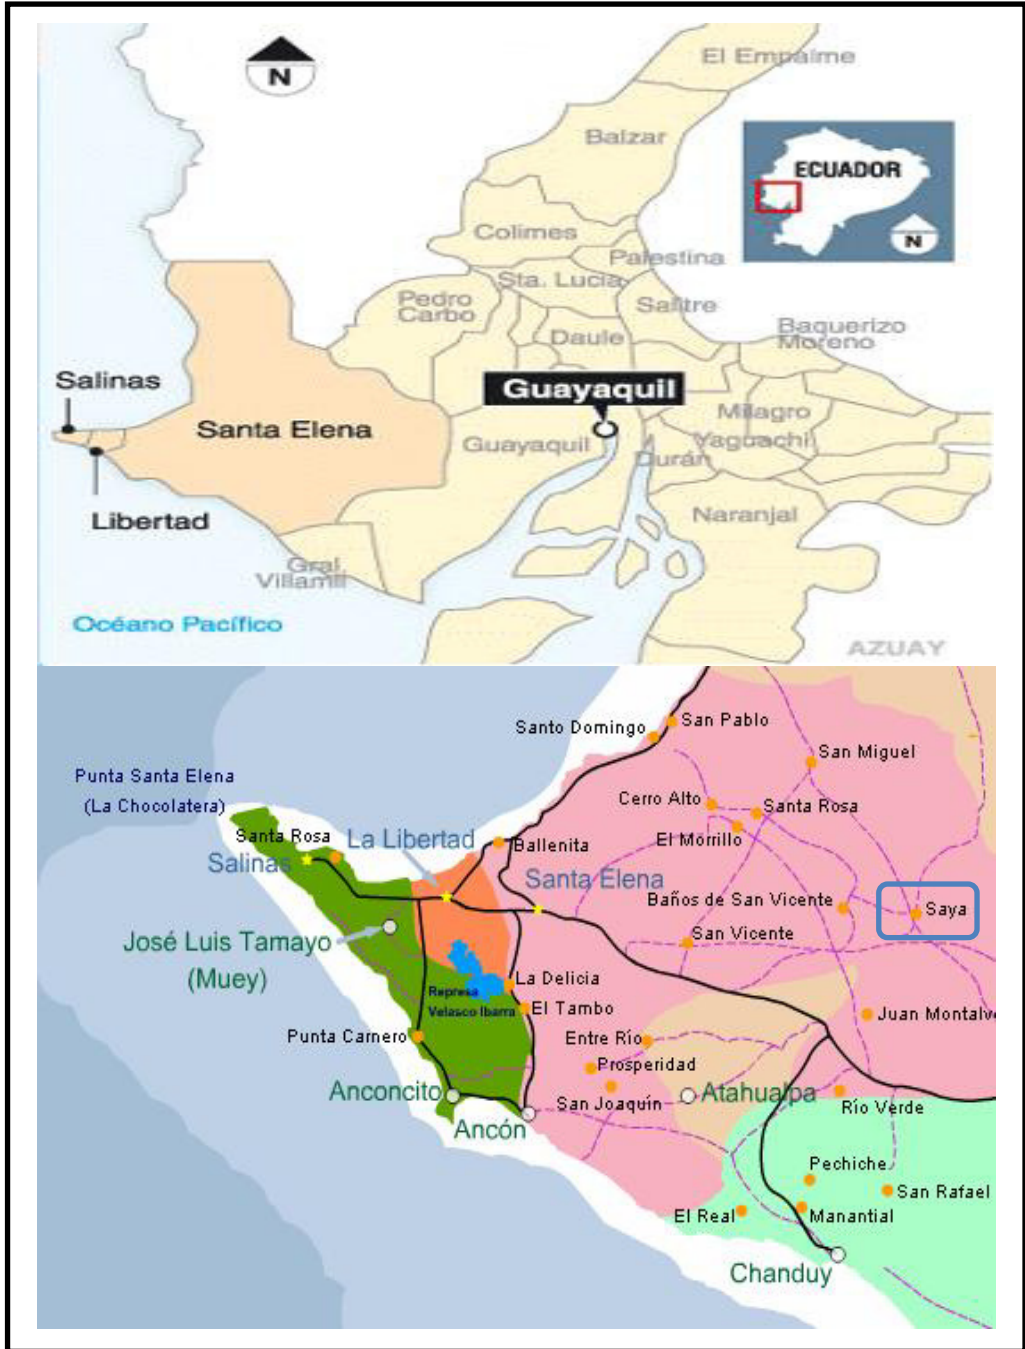 N
El Empalme
Balzar
ECUADOR
N
Colimes
Palestina
Sta. Lucía
Pedro
Carbo
Salitre
Daule
Baquerizo
Moreno
Salinas
Guayaquil
Milagro
Santa Elena
Guayaquil
Yaguachi
Durán
Libertad
Naranjal
Gral.
Villamil
Océano Pacífico
AZUAY
Santo Domingo
San Pablo
San Miguel
Punta Santa Elena
(La Chocolatera)
Cerro Alto
Santa Rosa
Santa Rosa
La Libertad
El Morrillo
Ballenita
Salinas
Santa Elena
Baños de San Vicente
Saya
San Vicente
José Luis Tamayo
(Muey)
La Delicia
Represa
Velasco Ibarra
El Tambo
Juan Montalv
Punta Carnero
Entre Río
Prosperidad
Anconcito
San Joaquín
Atahualpa
Río Verde
Ancón
Pechiche
San Rafael
El Real
Manantial
Chanduy